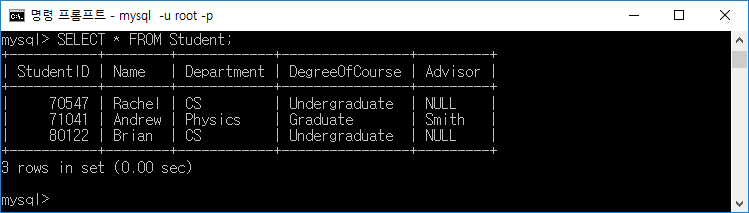 명령 프롬프트 - mysql  -u root -p
mysql> SELECT * FROM Student;
+-----------+--------+------------+----------------+---------+
| StudentID | Name   | Department | DegreeOfCourse | Advisor |
+-----------+--------+------------+----------------+---------+
|     70547 | Rachel | CS         | Undergraduate  | NULL    |
|     71041 | Andrew | Physics    | Graduate       | Smith   |
|     80122 | Brian  | CS         | Undergraduate  | NULL    |
+-----------+--------+------------+----------------+---------+
3 rows in set (0.00 sec)
mysql>